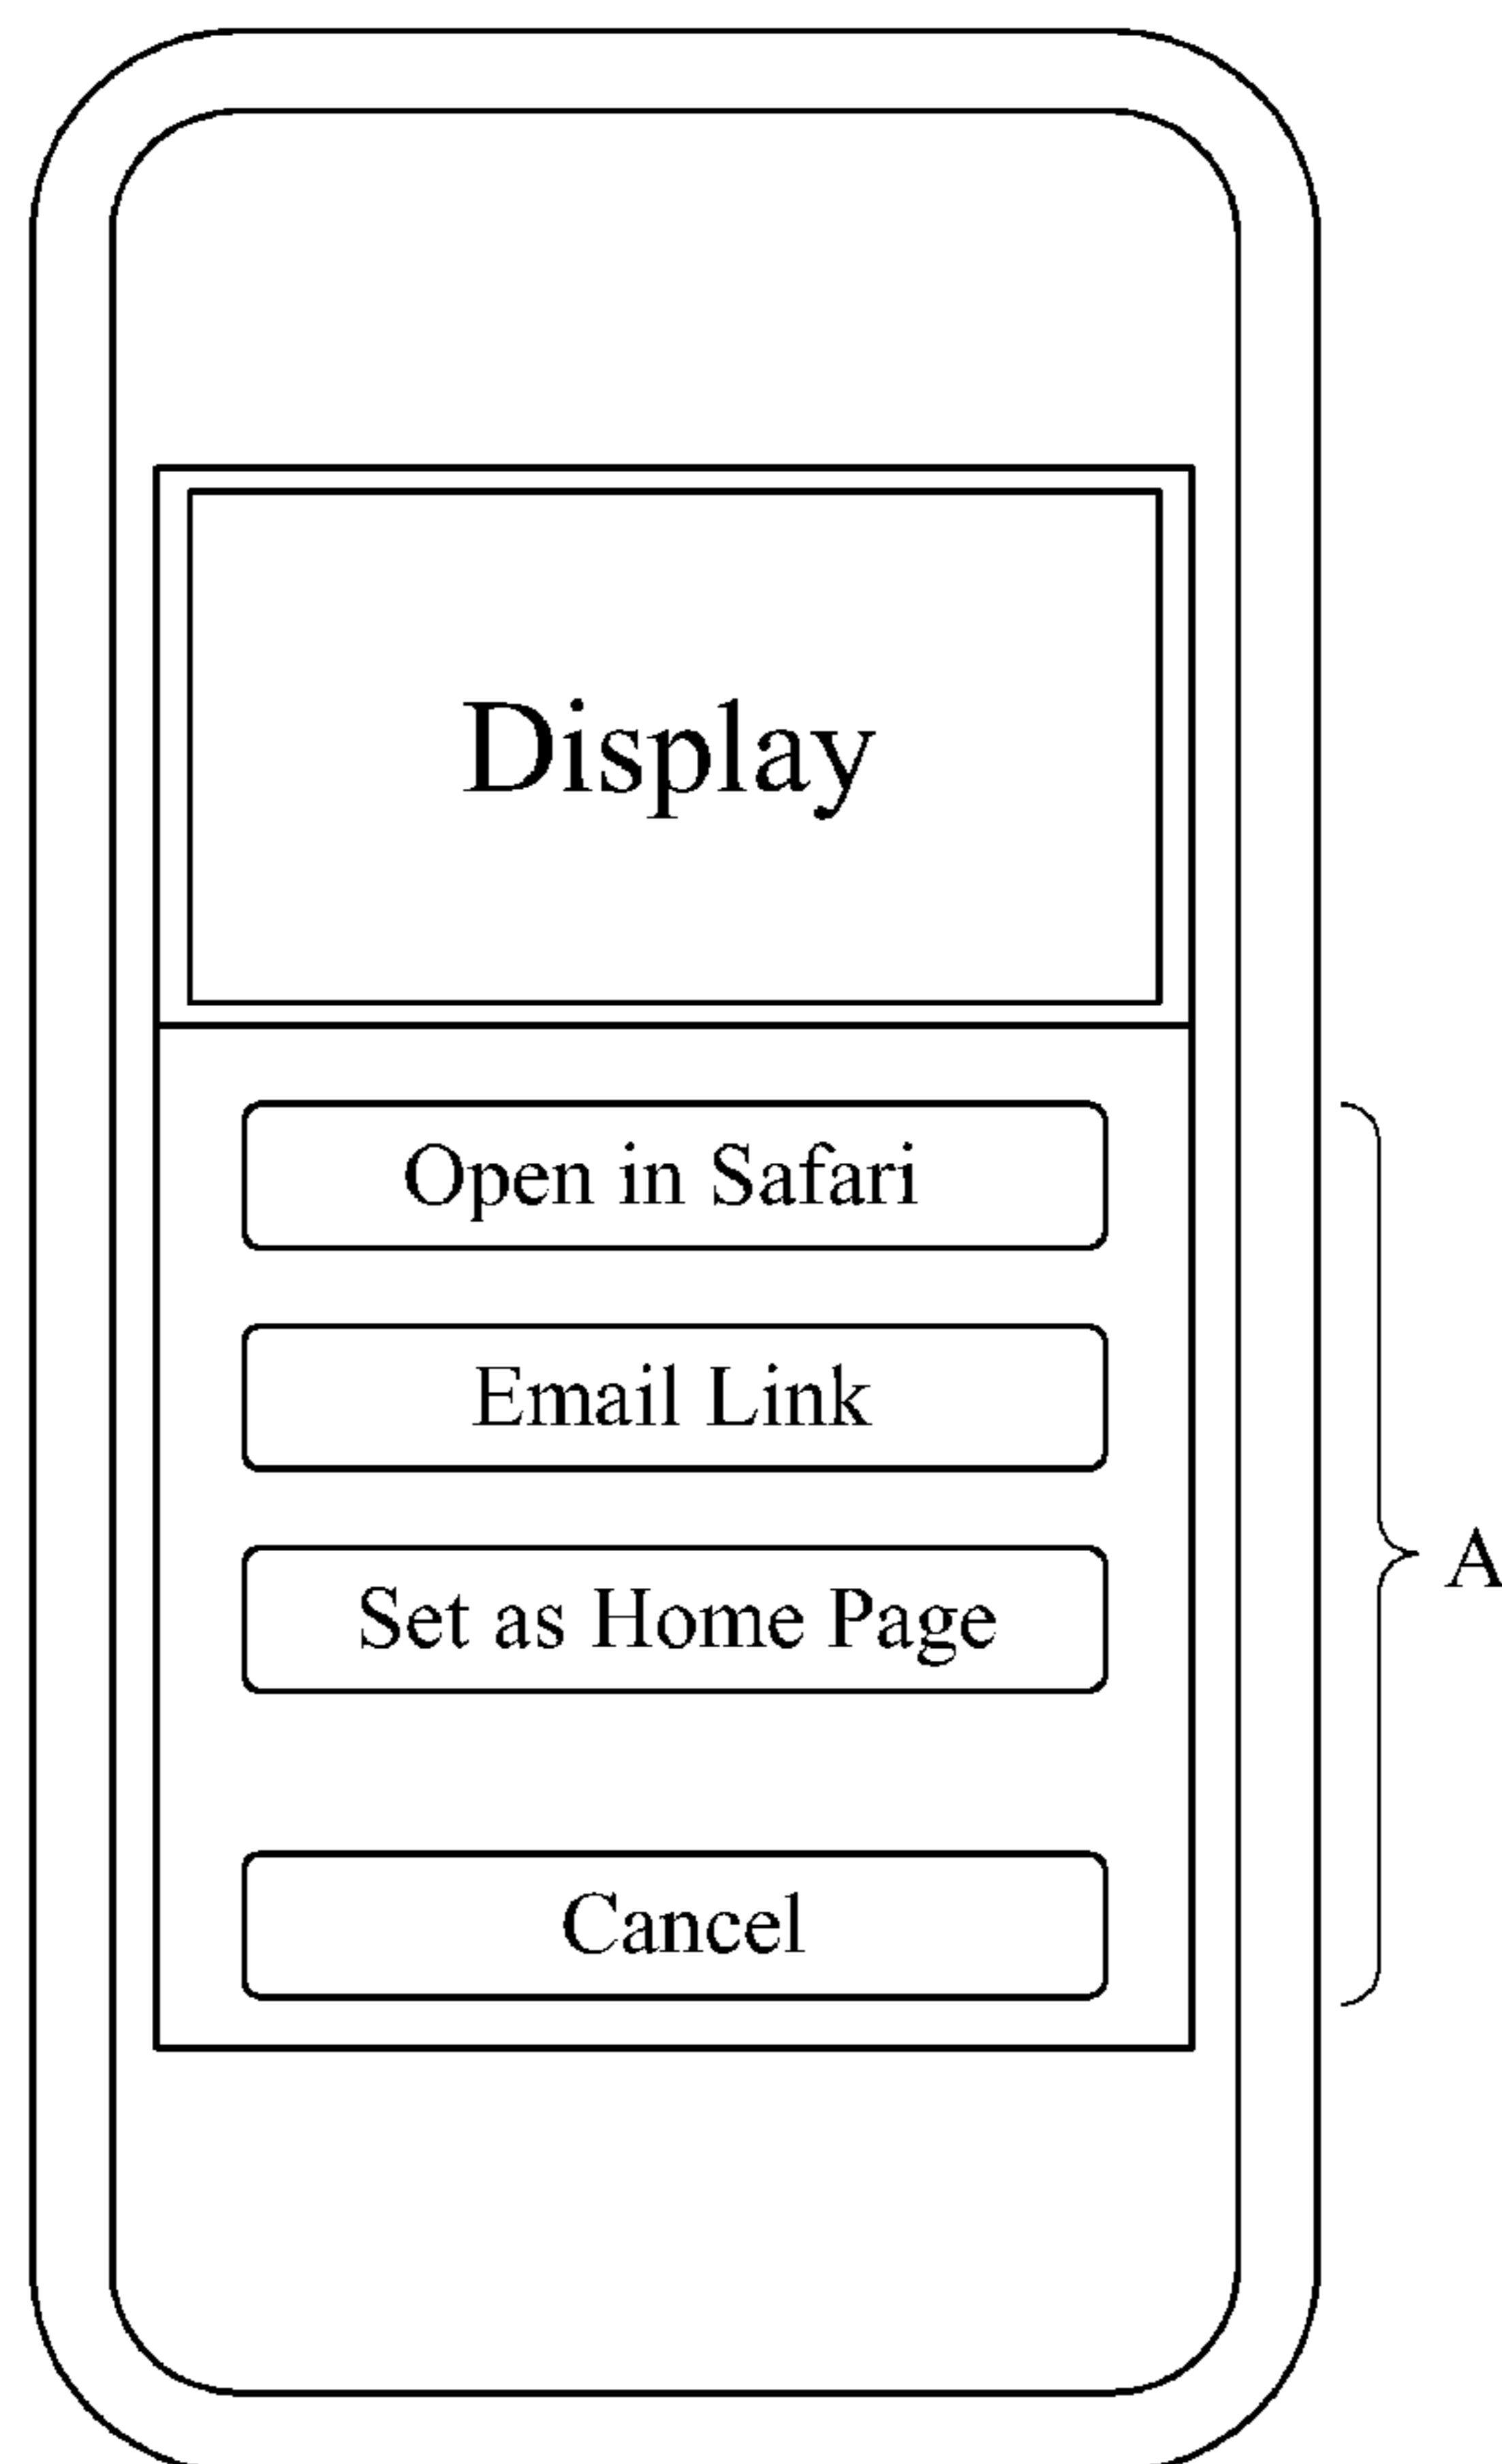 Display
Open in Safari
Email Link
Set as Home Page
A
Cancel